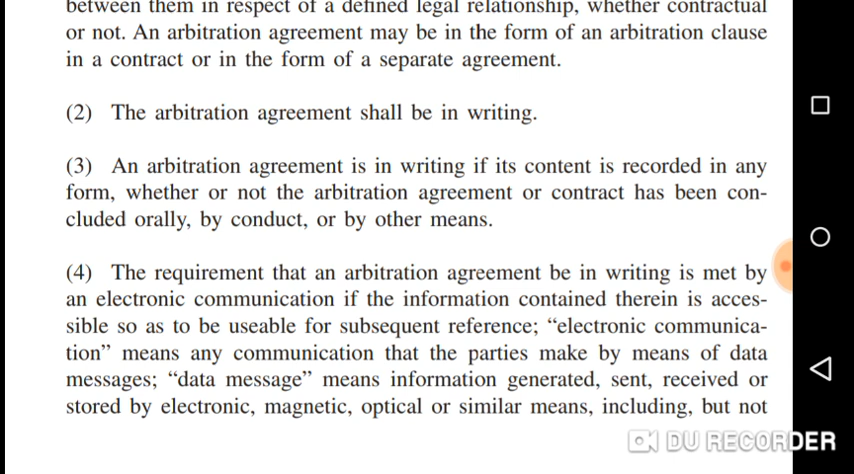 between them in respect of a defined legal relationship, whether contractual
or not. An arbitration agreement may be in the form of an arbitration clause
in a contract or in the form of a separate agreement.
(2) The arbitration agreement shall be in writing.
(3) An arbitration agreement is in writing if its content is recorded in any
form, whether or not the arbitration agreement or contract has been con-
cluded orally, by conduct, or by other means.
(4) The requirement that an arbitration agreement be in writing is met by
an electronic communication if the information contained therein is acces-
sible so as to be useable for subsequent reference; “electronic communica-
tion” means any communication that the parties make by means of data
messages; “data message” means information generated, sent, received or
stored by electronic, magnetic, optical or similar means, including, but not
DU RECORDER